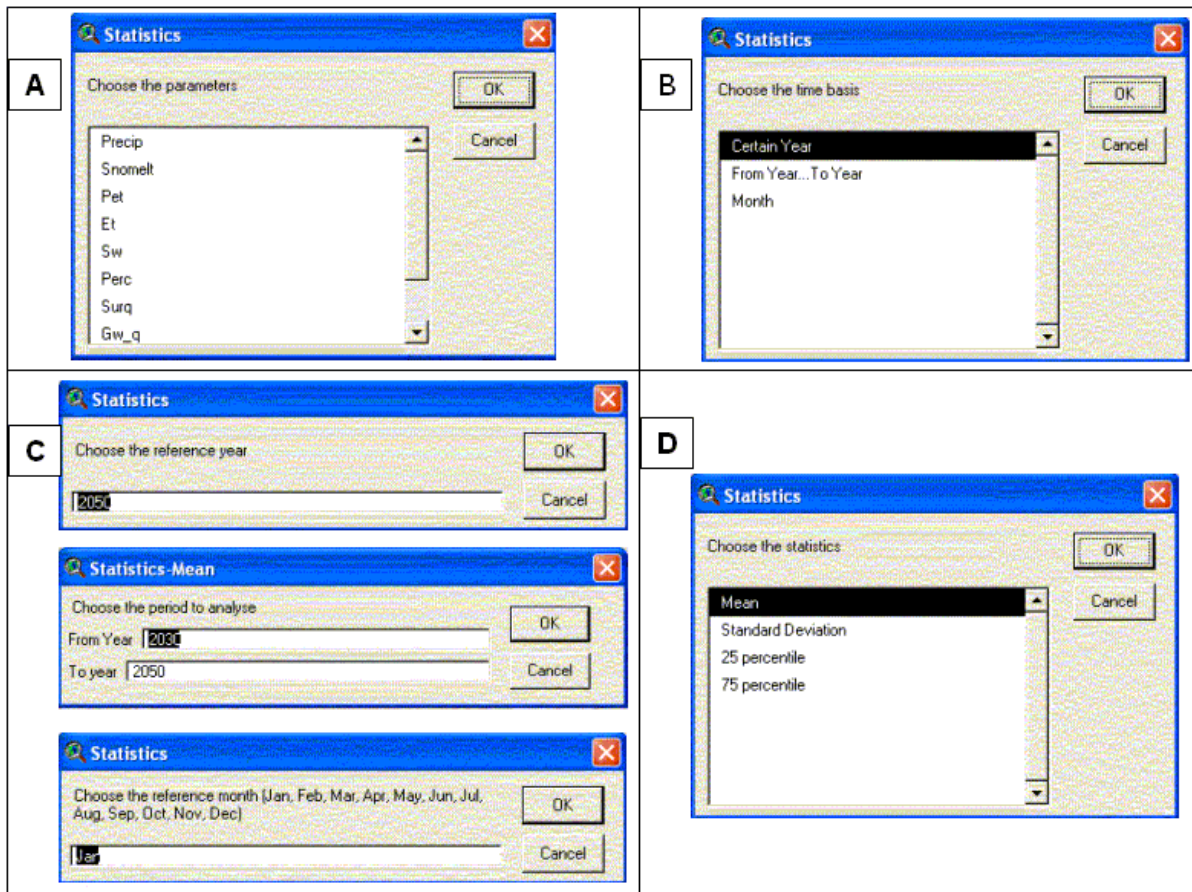 A
Statistics
Choose the parameters
OK
Cancel
Precip
Snomelt
Pet
Et
Sw
Perc
Surq
Gw_q
B
Statistics
Choose the time basis
OK
Cancel
Certain Year
From Year...To Year
Month
C
Statistics
Choose the reference year
OK
2050
Cancel
Statistics-Mean
Choose the period to analyse
OK
From Year 2030
To year 2050
Cancel
Statistics
Choose the reference month (Jan, Feb, Mar, Apr, May, Jun, Jul,
Aug, Sep, Oct, Nov, Dec)
OK
Jan
Cancel
D
Statistics
Choose the statistics
OK
Cancel
Mean
Standard Deviation
25 percentile
75 percentile